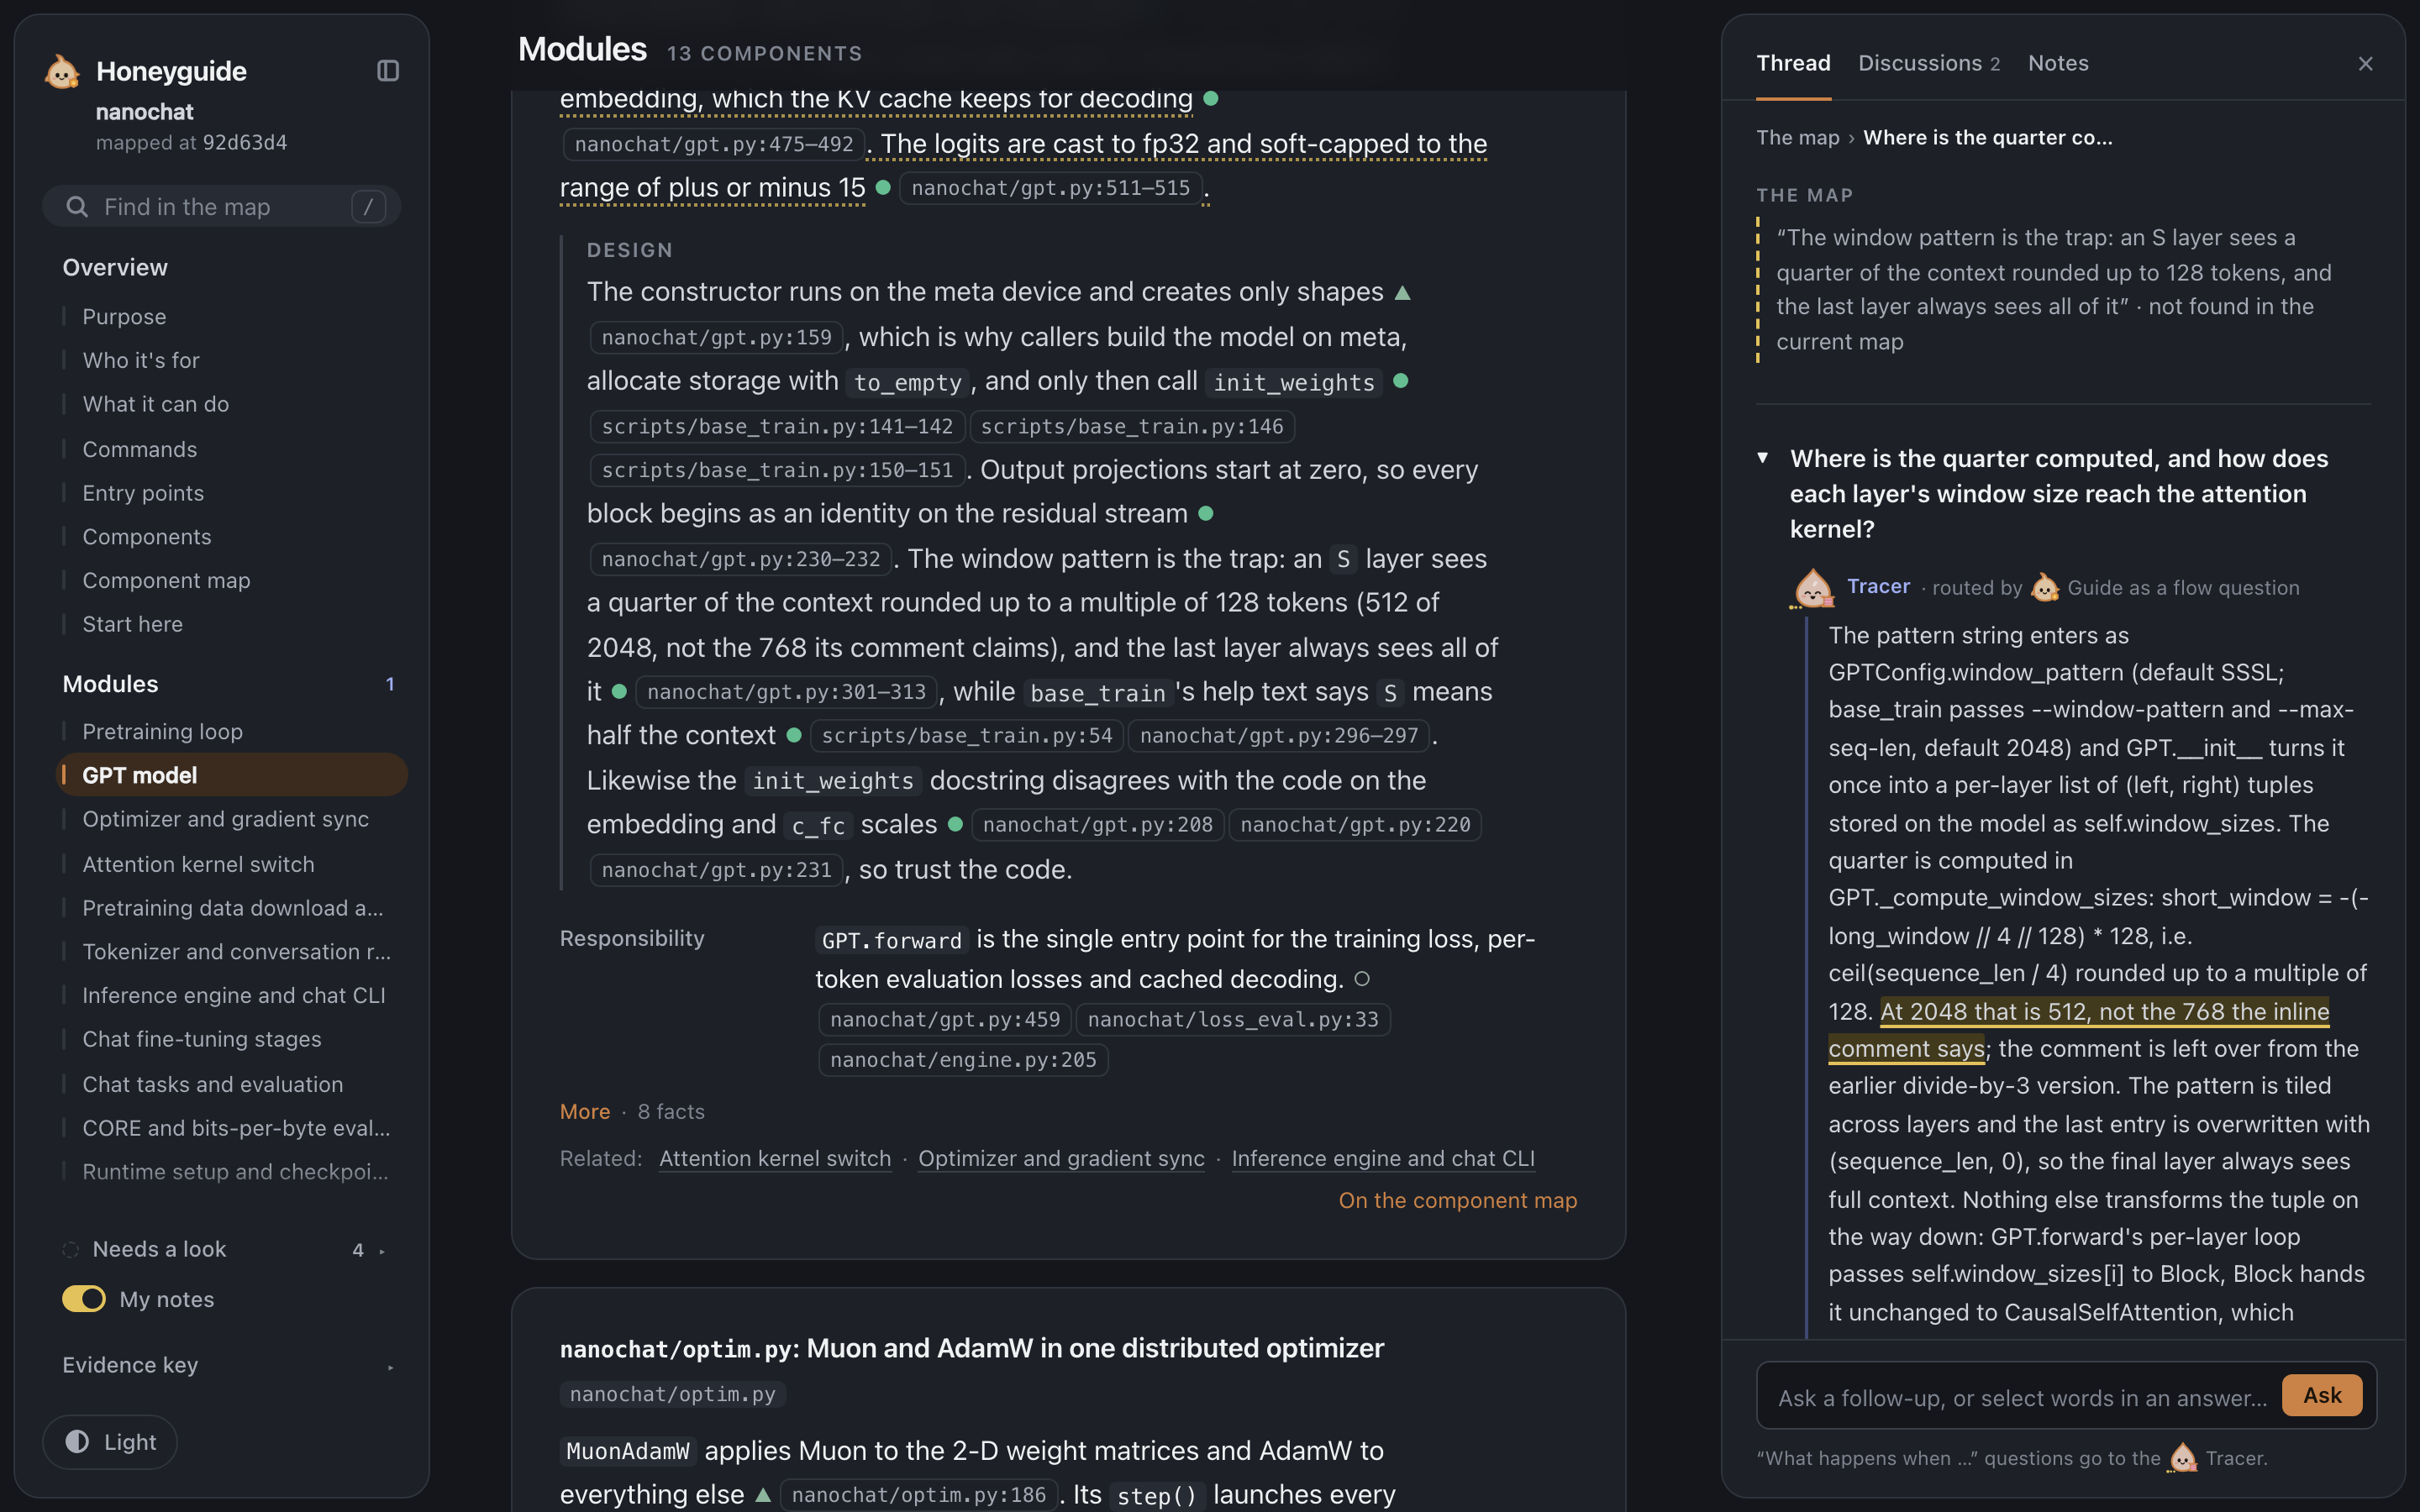 Honeyguide
nanochat
mapped at 92d63d4
Find in the map /
Overview
Purpose
Who it's for
What it can do
Commands
Entry points
Components
Component map
Start here
Modules 1
Pretraining loop
GPT model
Optimizer and gradient sync
Attention kernel switch
Pretraining data download a...
Tokenizer and conversation r...
Inference engine and chat CLI
Chat fine-tuning stages
Chat tasks and evaluation
CORE and bits-per-byte eval...
Runtime setup and checkpoi...
Needs a look 4
My notes
Evidence key
Light
Modules 13 COMPONENTS
embedding, which the KV cache keeps for decoding
nanochat/gpt.py:475–492 . The logits are cast to fp32 and soft-capped to the
range of plus or minus 15 nanochat/gpt.py:511–515 .
DESIGN
The constructor runs on the meta device and creates only shapes
nanochat/gpt.py:159 , which is why callers build the model on meta,
allocate storage with to_empty , and only then call init_weights
scripts/base_train.py:141–142 scripts/base_train.py:146
scripts/base_train.py:150–151 . Output projections start at zero, so every
block begins as an identity on the residual stream
nanochat/gpt.py:230–232 . The window pattern is the trap: an S layer sees
a quarter of the context rounded up to a multiple of 128 tokens (512 of
2048, not the 768 its comment claims), and the last layer always sees all of
it nanochat/gpt.py:301–313 , while base_train 's help text says S means
half the context scripts/base_train.py:54 nanochat/gpt.py:296–297 .
Likewise the init_weights docstring disagrees with the code on the
embedding and c_fc scales nanochat/gpt.py:208 nanochat/gpt.py:220
nanochat/gpt.py:231 , so trust the code.
Responsibility GPT.forward is the single entry point for the training loss, per-
token evaluation losses and cached decoding.
nanochat/gpt.py:459 nanochat/loss_eval.py:33
nanochat/engine.py:205
More · 8 facts
Related: Attention kernel switch · Optimizer and gradient sync · Inference engine and chat CLI
On the component map
nanochat/optim.py: Muon and AdamW in one distributed optimizer
nanochat/optim.py
MuonAdamW applies Muon to the 2-D weight matrices and AdamW to
everything else nanochat/optim.py:186 . Its step() launches every
Thread Discussions 2 Notes ×
The map › Where is the quarter co...
THE MAP
“The window pattern is the trap: an S layer sees a
quarter of the context rounded up to 128 tokens, and
the last layer always sees all of it” · not found in the
current map
Where is the quarter computed, and how does
each layer's window size reach the attention
kernel?
Tracer · routed by Guide as a flow question
The pattern string enters as
GPTConfig.window_pattern (default SSSL;
base_train passes --window-pattern and --max-
seq-len, default 2048) and GPT.__init__ turns it
once into a per-layer list of (left, right) tuples
stored on the model as self.window_sizes. The
quarter is computed in
GPT._compute_window_sizes: short_window = -(-
long_window // 4 // 128) * 128, i.e.
ceil(sequence_len / 4) rounded up to a multiple of
128. At 2048 that is 512, not the 768 the inline
comment says; the comment is left over from the
earlier divide-by-3 version. The pattern is tiled
across layers and the last entry is overwritten with
(sequence_len, 0), so the final layer always sees
full context. Nothing else transforms the tuple on
the way down: GPT.forward's per-layer loop
passes self.window_sizes[i] to Block, Block hands
it unchanged to CausalSelfAttention, which
Ask a follow-up, or select words in an answer... Ask
“What happens when ...” questions go to the Tracer.